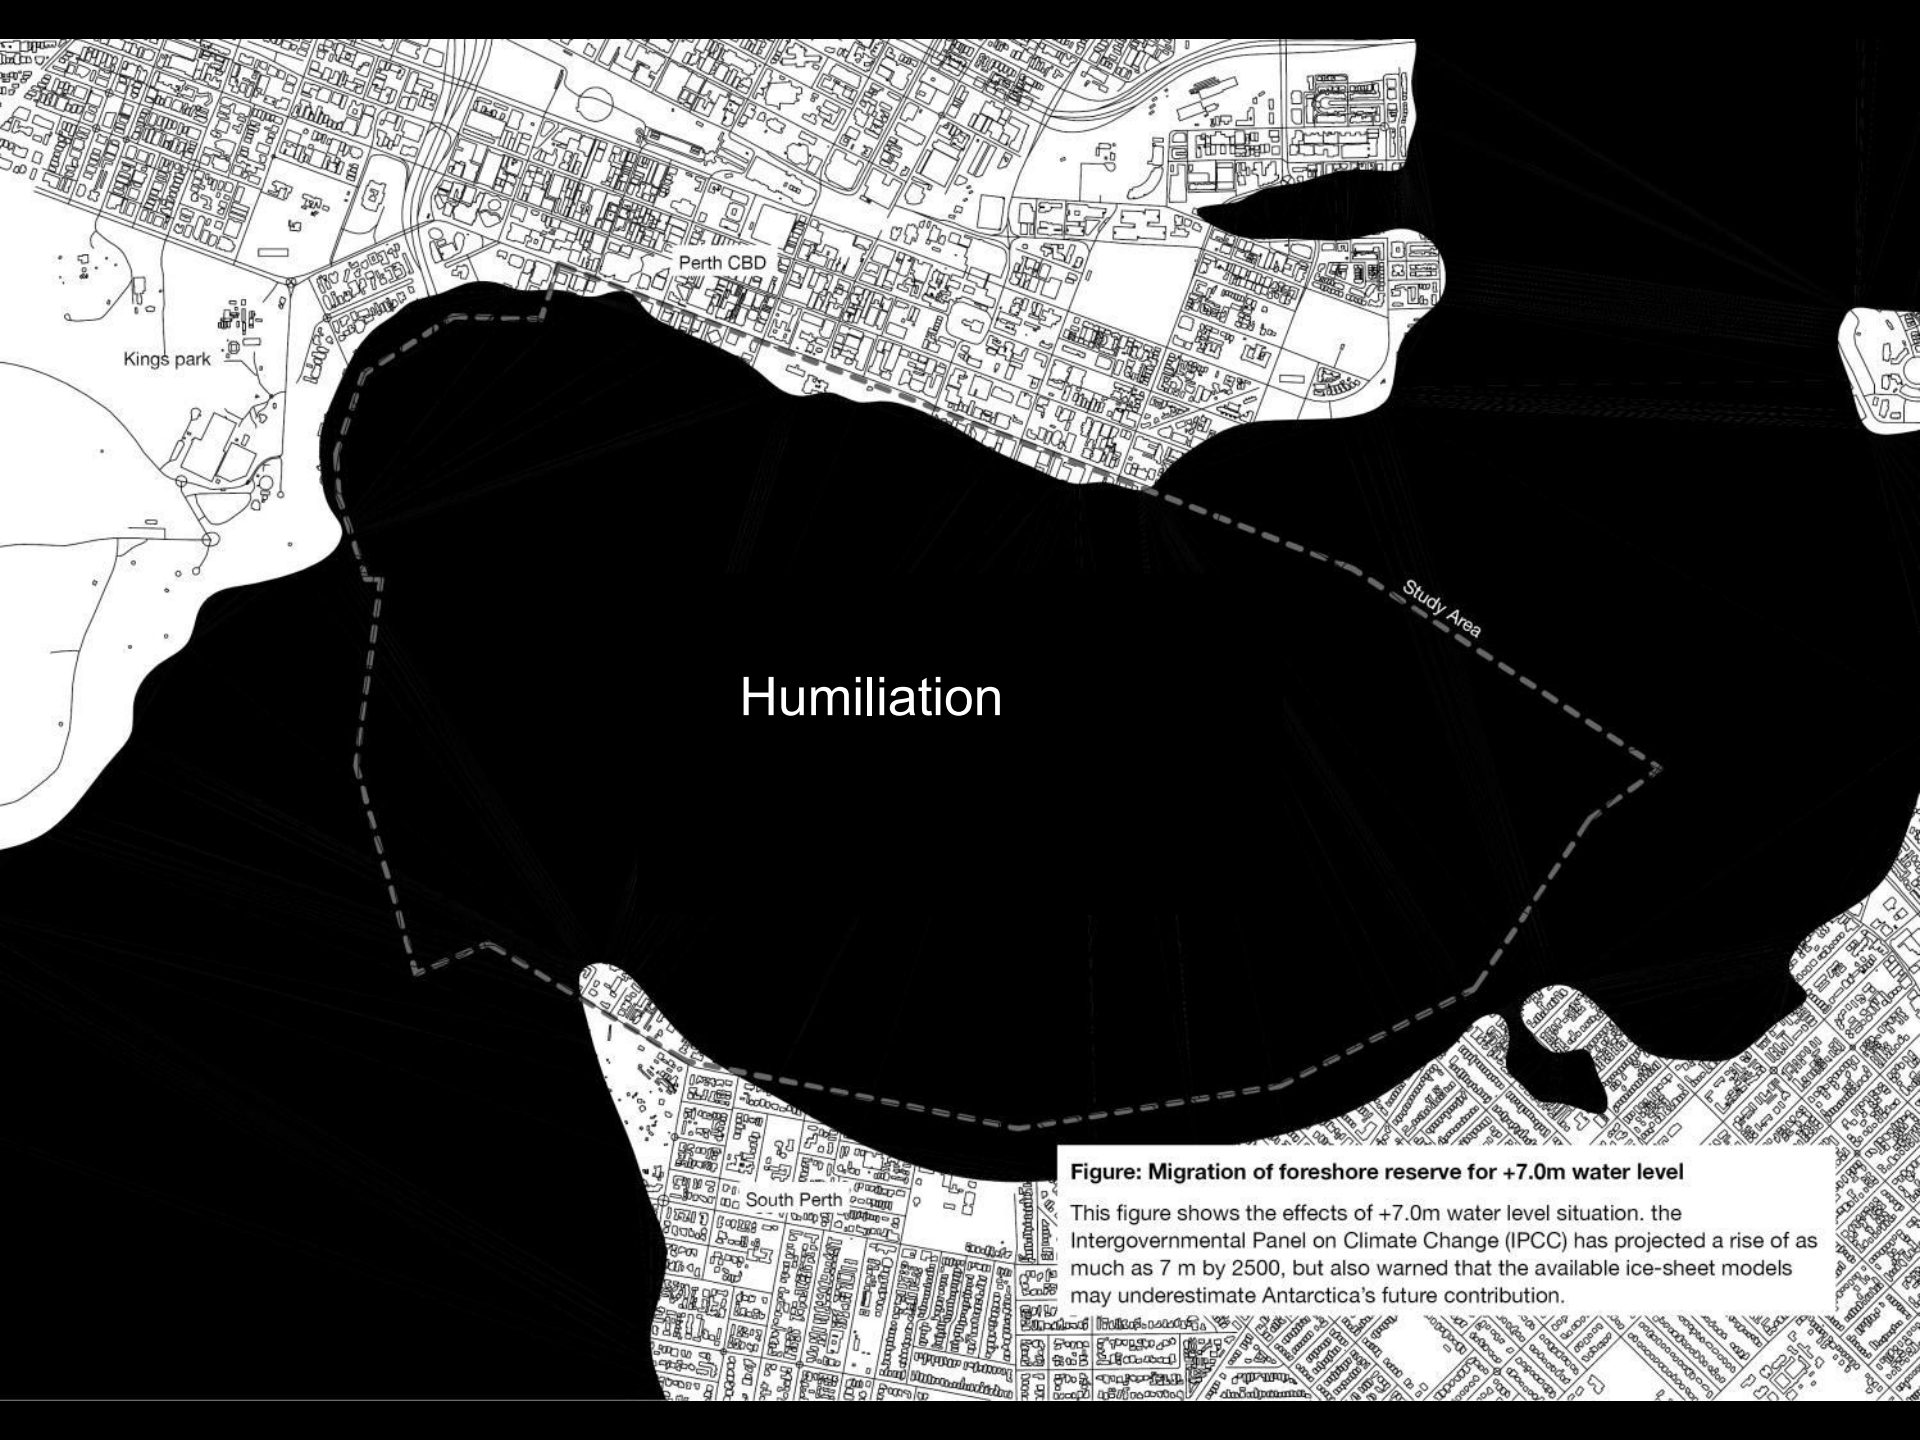 Perth CBD
Kings park
Study Area
Humiliation
South Perth
Figure: Migration of foreshore reserve for +7.0m water level
This figure shows the effects of +7.0m water level situation. the
Intergovernmental Panel on Climate Change (IPCC) has projected a rise of as
much as 7 m by 2500, but also warned that the available ice-sheet models
may underestimate Antarctica's future contribution.